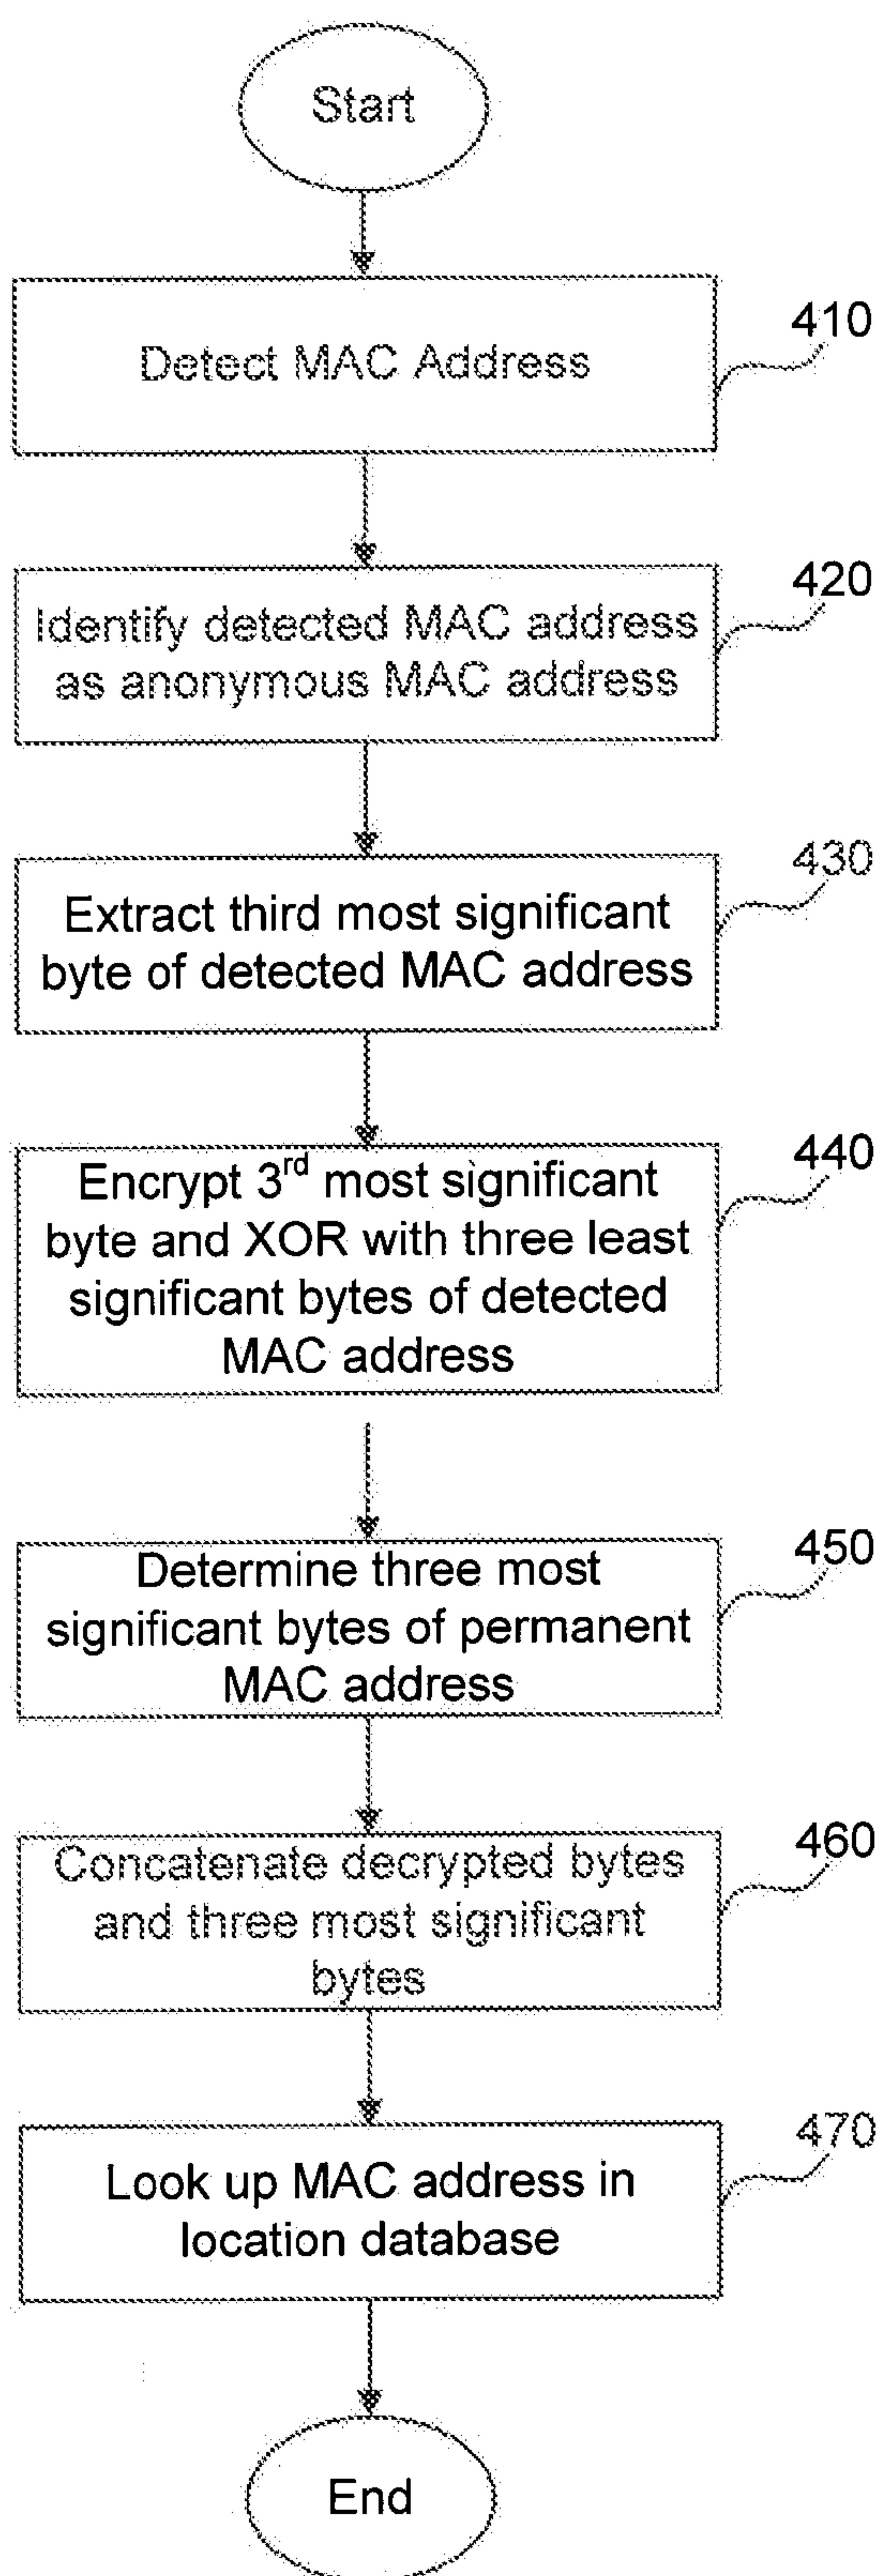 Start
410
Detect MAC Address
420
Identify detected MAC address
as anonymous MAC address
430
Extract third most significant
byte of detected MAC address
440
Encrypt 3rd most significant
byte and XOR with three least
significant bytes of detected
MAC address
450
Determine three most
significant bytes of permanent
MAC address
460
Concatenate decrypted bytes
and three most significant
bytes
470
Look up MAC address in
location database
End